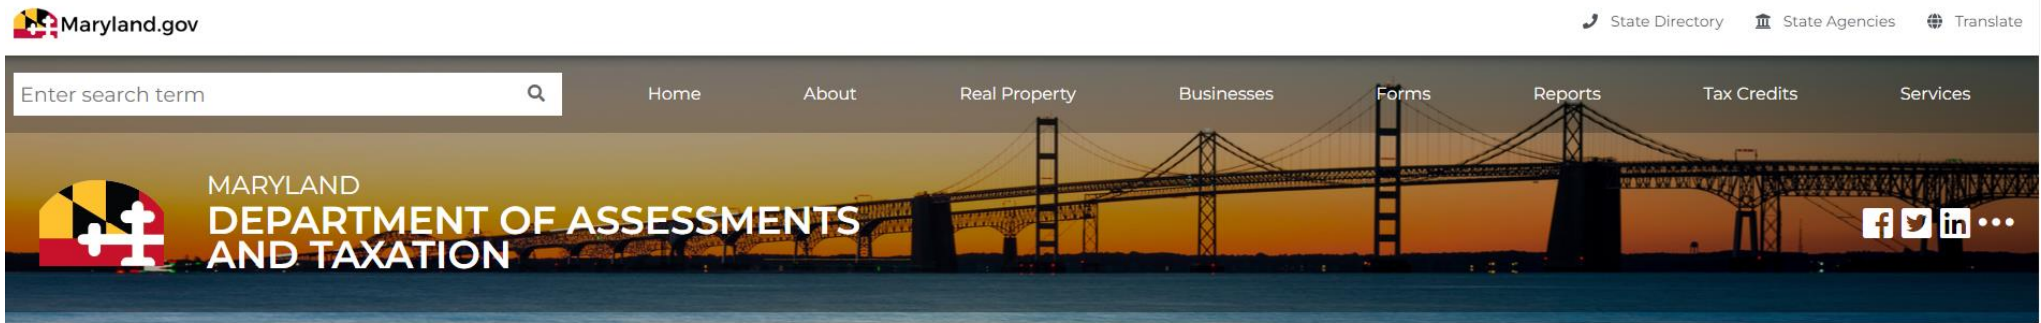 Maryland.gov
State Directory State Agencies Translate
Enter search term
Home About Real Property Businesses Forms Reports Tax Credits Services
MARYLAND
DEPARTMENT OF ASSESSMENTS
AND TAXATION